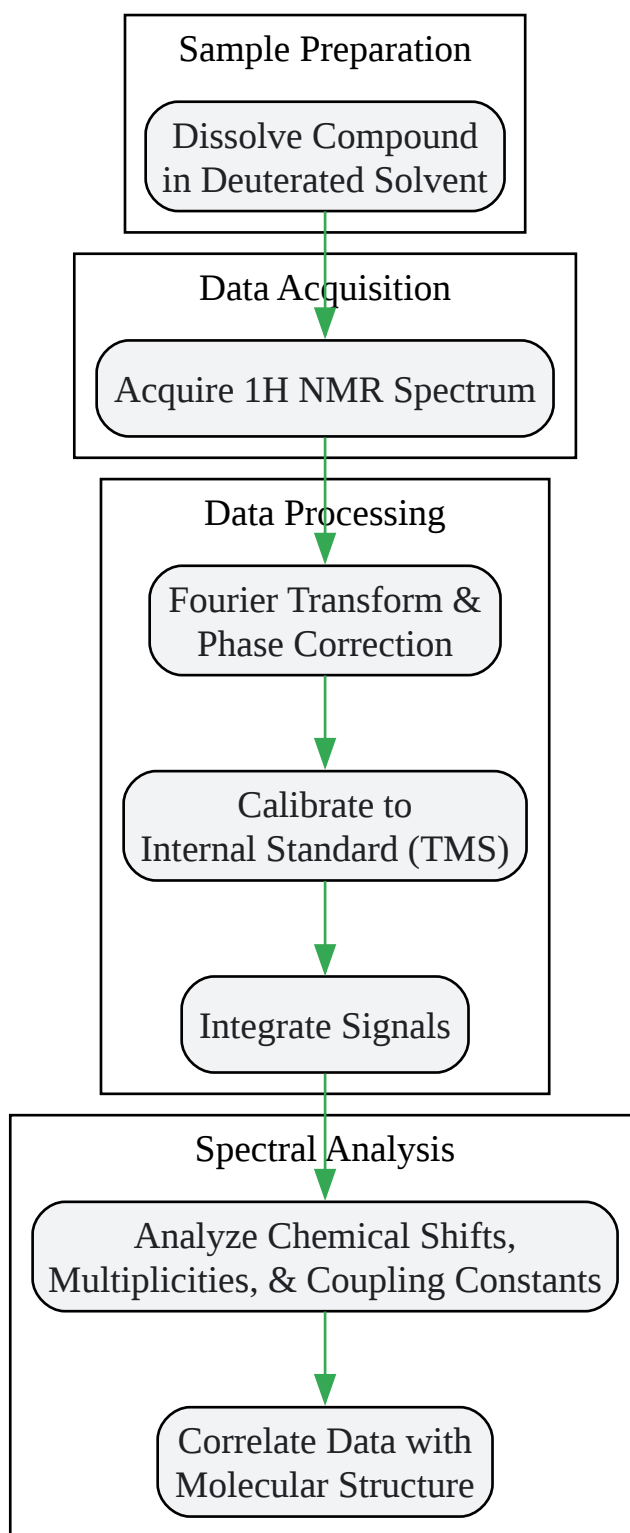 Sample Preparation
Dissolve Compound
in Deuterated Solvent
Data Acquisition
Acquire 1H NMR Spectrum
Data Processing
Fourier Transform &
Phase Correction
Calibrate to
Internal Standard (TMS)
Integrate Signals
Spectral Analysis
Analyze Chemical Shifts,
Multiplicities, & Coupling Constants
Correlate Data with
Molecular Structure